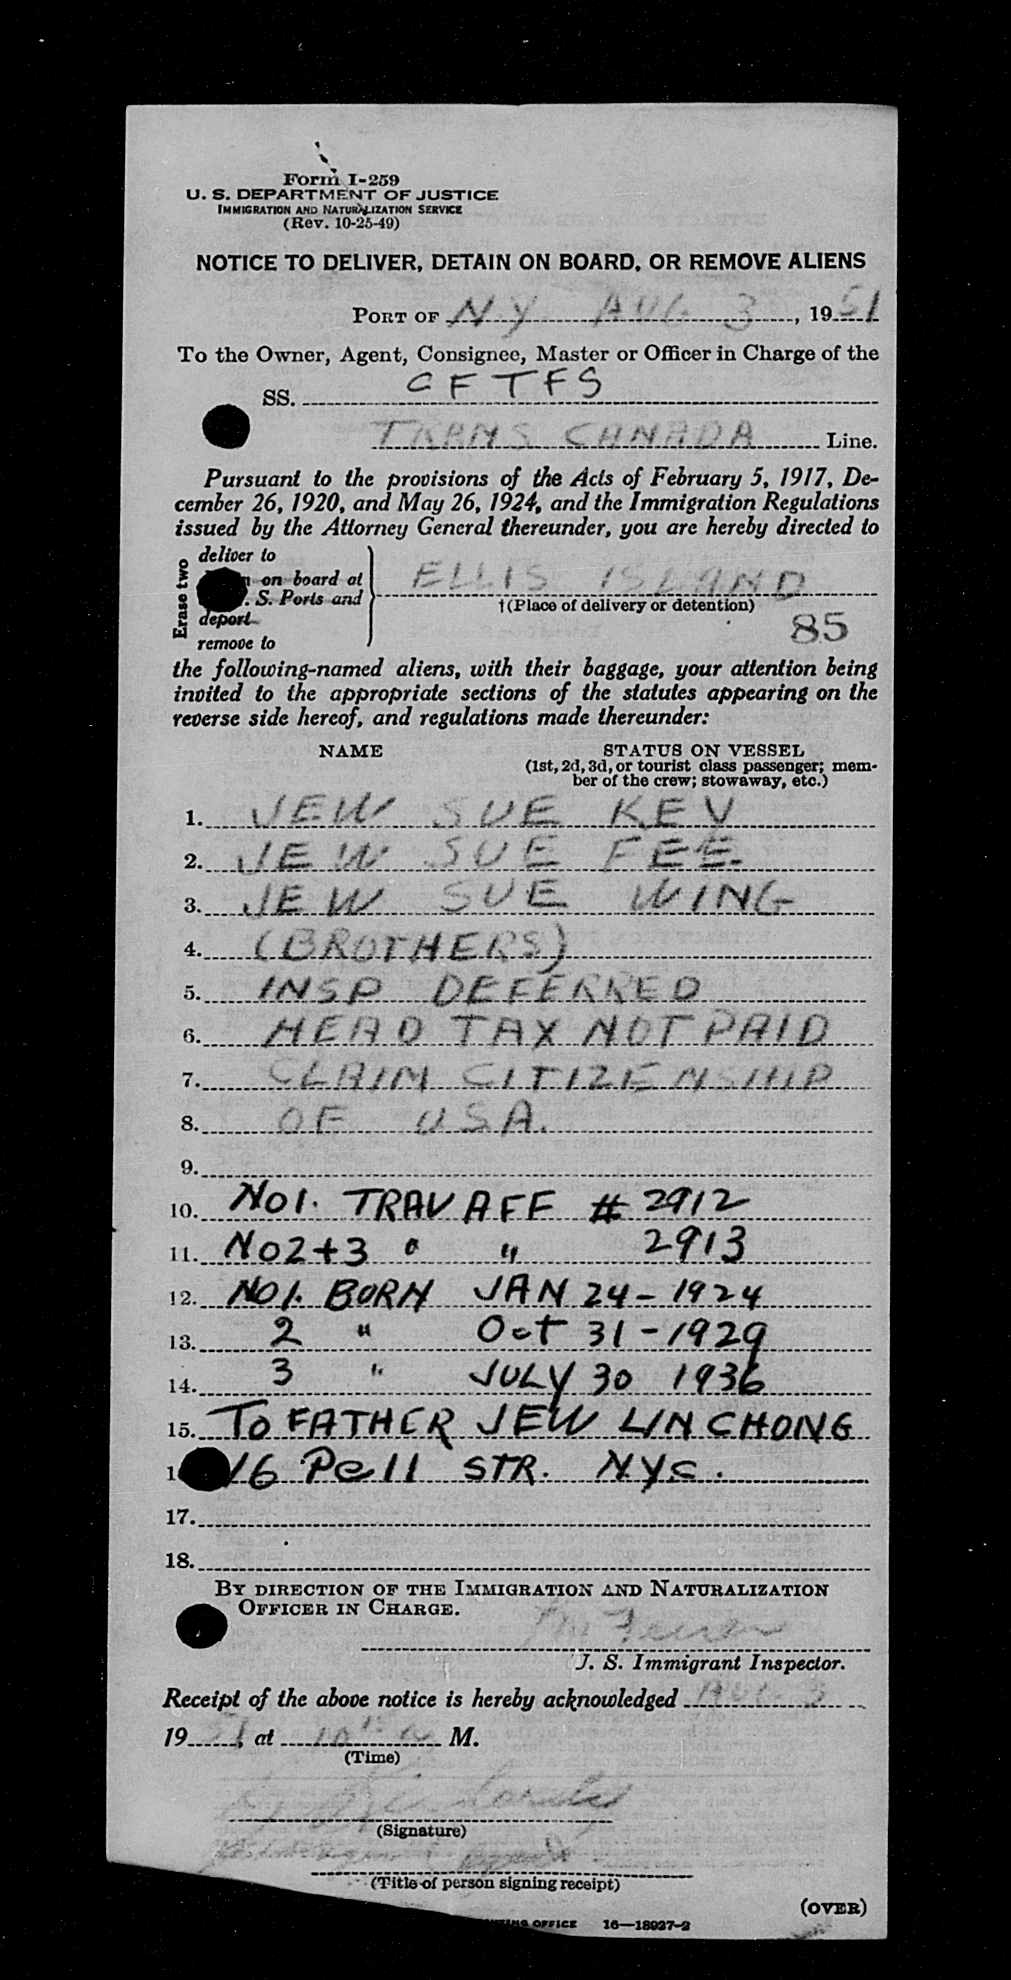 Form I-259
U. S. DEPARTMENT OF JUSTICE
IMMIGRATION AND NATURALIZATION SERVICE
(Rev. 10-25-49)
NOTICE TO DELIVER, DETAIN ON BOARD, OR REMOVE ALIENS
PORT OF NY AUG 3, 1951
To the Owner, Agent, Consignee, Master or Officer in Charge of the
SS. CFTFS
TRANS CANADA Line.
Pursuant to the provisions of the Acts of February 5, 1917, De-
cember 26, 1920, and May 26, 1924, and the Immigration Regulations
issued by the Attorney General thereunder, you are hereby directed to
Erase two
deliver to
on board at
S. Ports and
deport
remove to
ELLIS ISLAND
†(Place of delivery or detention)
85
the following-named aliens, with their baggage, your attention being
invited to the appropriate sections of the statutes appearing on the
reverse side hereof, and regulations made thereunder:
NAME STATUS ON VESSEL
(1st, 2d, 3d, or tourist class passenger; mem-
ber of the crew; stowaway, etc.)
1. JEW SUE KEV
2. JEW SUE FEE
3. JEW SUE WING
4. (BROTHERS)
5. INSP DEFERRED
6. HEAD TAX NOT PAID
7. CLAIM CITIZENSHIP
8. OF USA.
9.
10. No1. TRAV AFF # 2912
11. No2+3 " " 2913
12. NO1. BORN JAN 24-1924
13. 2 " Oct 31-1929
14. 3 " JULY 30 1936
15. TO FATHER JEW LIN CHONG
16 Pell STR. NYC.
17.
18.
BY DIRECTION OF THE IMMIGRATION AND NATURALIZATION
OFFICER IN CHARGE.
U. S. Immigrant Inspector.
Receipt of the above notice is hereby acknowledged AUG 3
1951, at M.
(Time)
(Signature)
(Title of person signing receipt)
(OVER)
OFFICE 16—18927-2